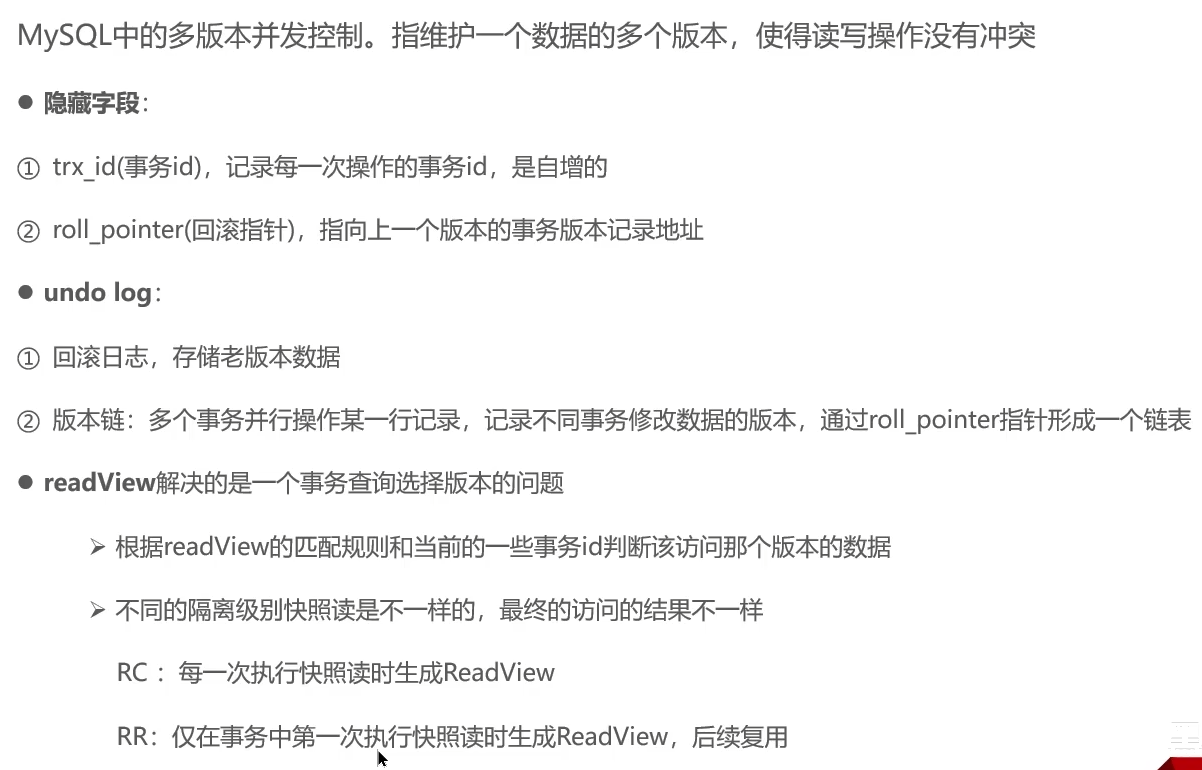 MySQL中的多版本并发控制。指维护一个数据的多个版本，使得读写操作没有冲突
● 隐藏字段：
① trx_id(事务id)，记录每一次操作的事务id，是自增的
② roll_pointer(回滚指针)，指向上一个版本的事务版本记录地址
● undo log：
① 回滚日志，存储老版本数据
② 版本链：多个事务并行操作某一行记录，记录不同事务修改数据的版本，通过roll_pointer指针形成一个链表
● readView解决的是一个事务查询选择版本的问题
➢ 根据readView的匹配规则和当前的一些事务id判断该访问那个版本的数据
➢ 不同的隔离级别快照读是不一样的，最终的访问的结果不一样
RC ：每一次执行快照读时生成ReadView
RR：仅在事务中第一次执行快照读时生成ReadView，后续复用